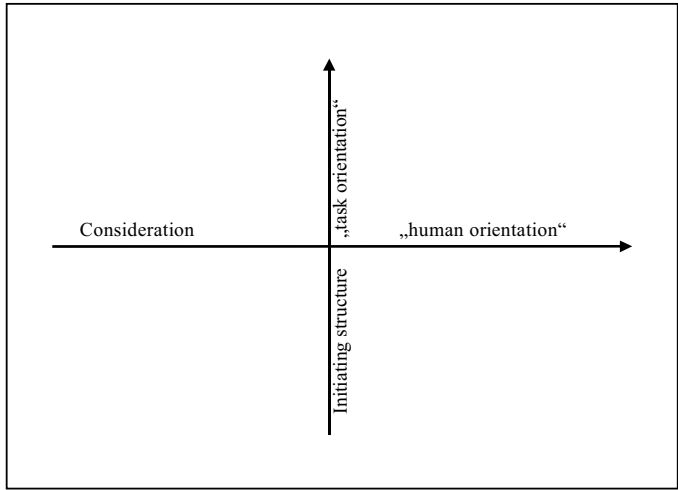 „task orientation“
Consideration
„human orientation“
Initiating structure